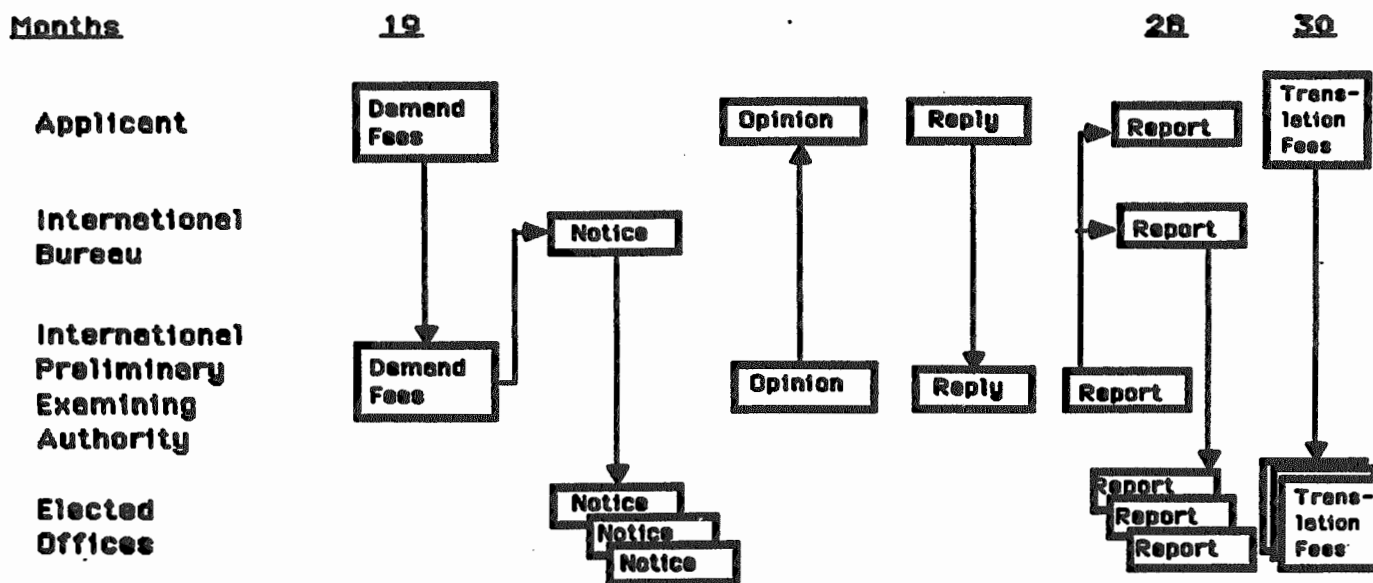 Months 19 28 30
Applicant
Demand
Fees
Opinion
Reply
Report
Trans-
lation
Fees
International
Bureau
Notice
Report
International
Preliminary
Examining
Authority
Demand
Fees
Opinion
Reply
Report
Elected
Offices
Notice
Notice
Notice
Report
Report
Report
Trans-
lation
Fees